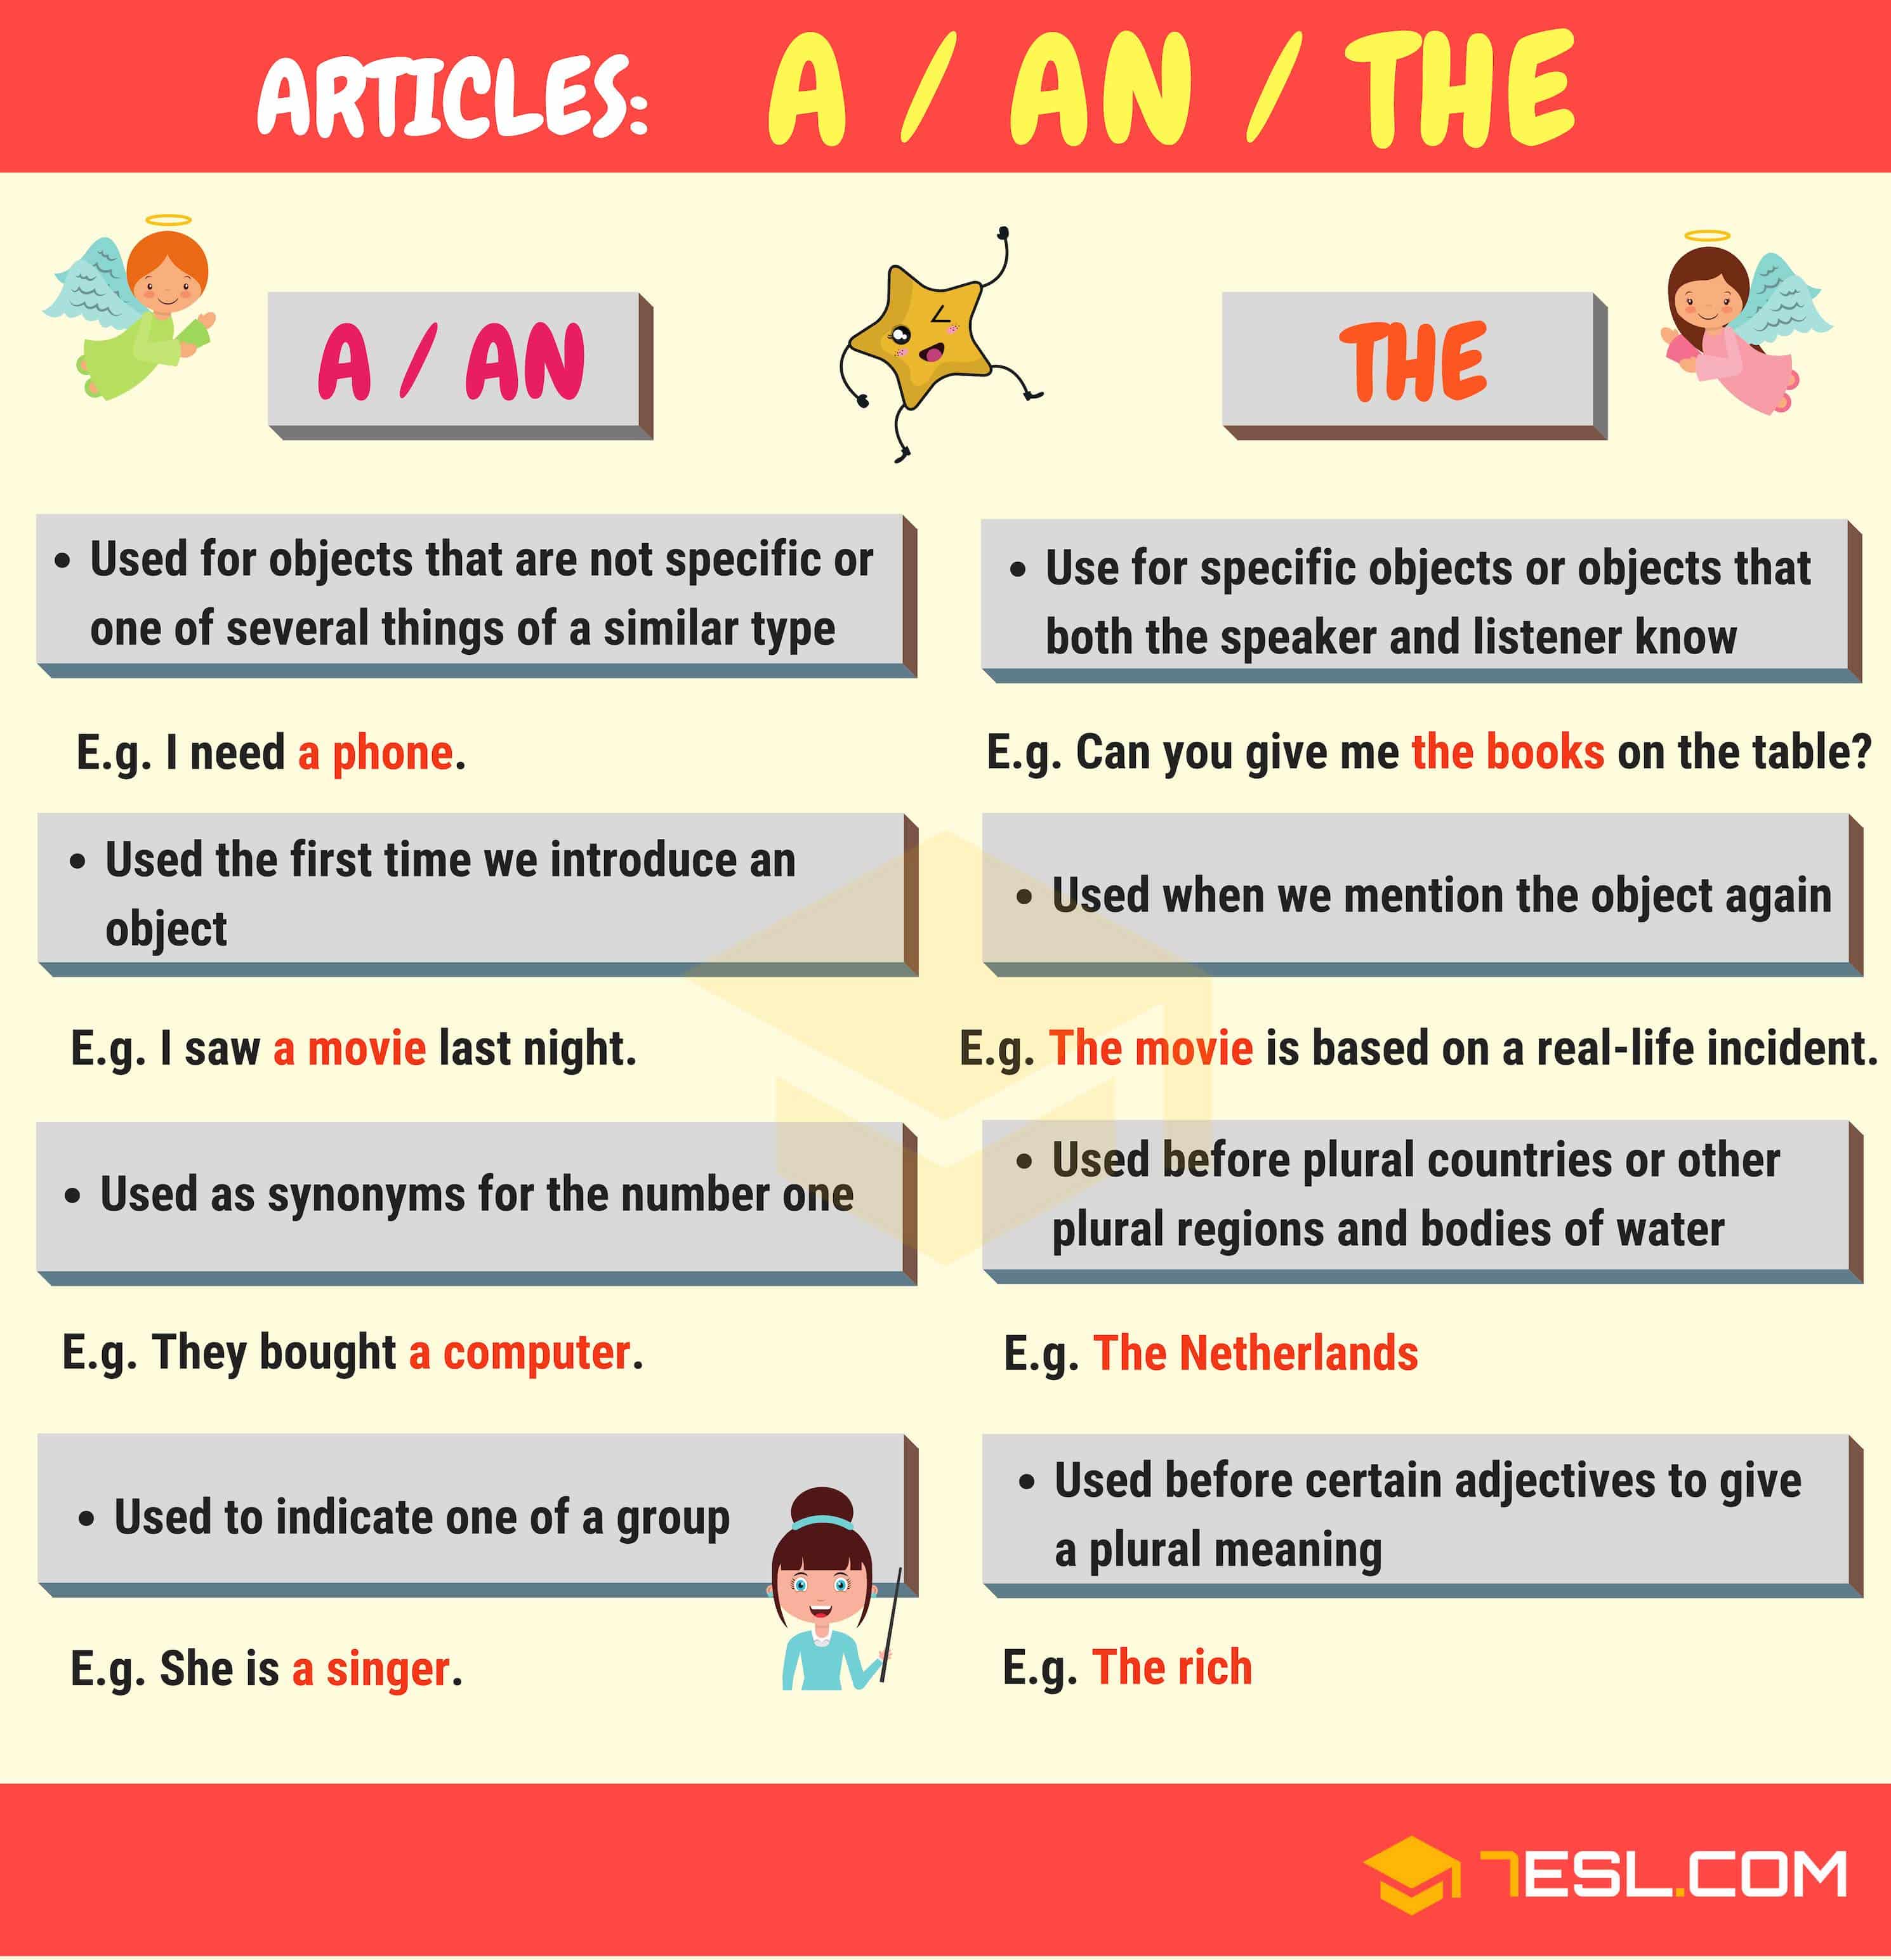 ARTICLES: A / AN / THE
A / AN
THE
• Used for objects that are not specific or
one of several things of a similar type
E.g. I need a phone.
• Used the first time we introduce an
object
E.g. I saw a movie last night.
• Used as synonyms for the number one
E.g. They bought a computer.
• Used to indicate one of a group
E.g. She is a singer.
• Use for specific objects or objects that
both the speaker and listener know
E.g. Can you give me the books on the table?
• Used when we mention the object again
E.g. The movie is based on a real-life incident.
• Used before plural countries or other
plural regions and bodies of water
E.g. The Netherlands
• Used before certain adjectives to give
a plural meaning
E.g. The rich
7ESL.COM